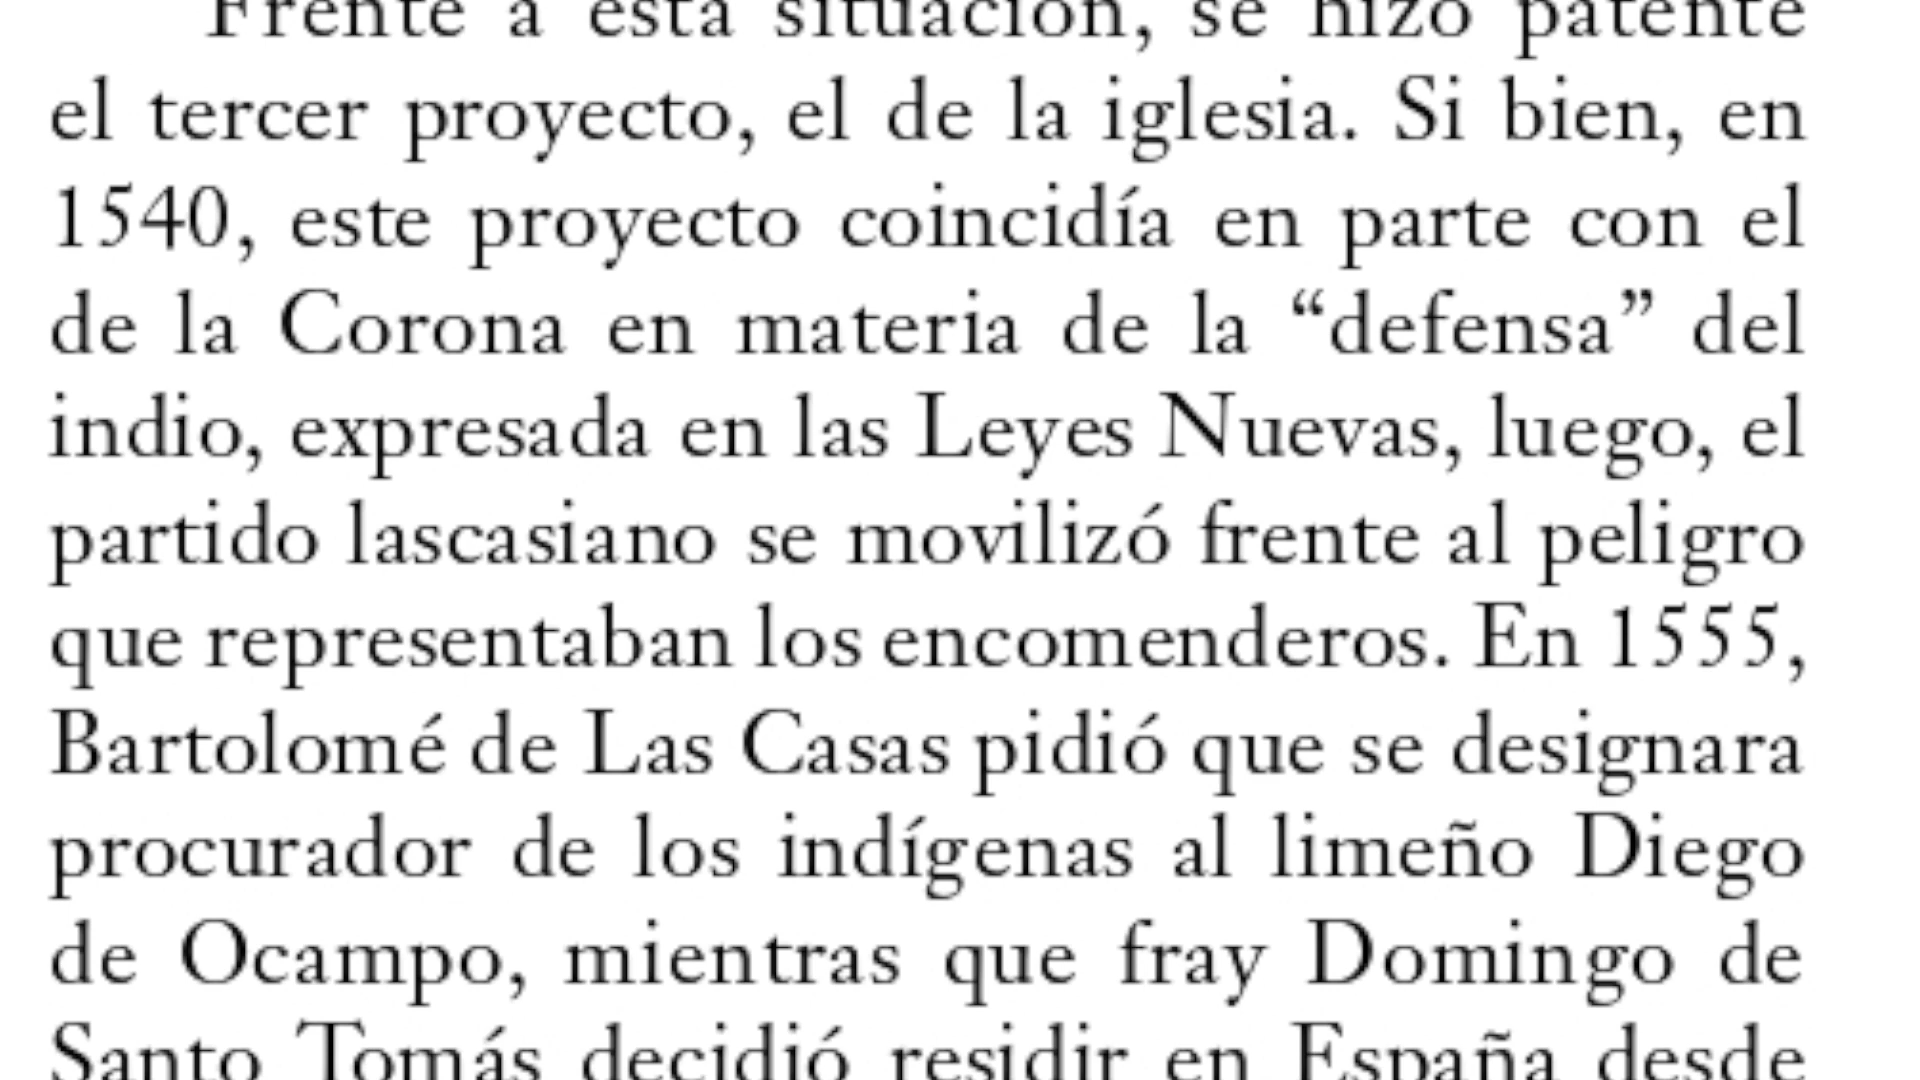 Frente a esta situación, se hizo patente
el tercer proyecto, el de la iglesia. Si bien, en
1540, este proyecto coincidía en parte con el
de la Corona en materia de la “defensa” del
indio, expresada en las Leyes Nuevas, luego, el
partido lascasiano se movilizó frente al peligro
que representaban los encomenderos. En 1555,
Bartolomé de Las Casas pidió que se designara
procurador de los indígenas al limeño Diego
de Ocampo, mientras que fray Domingo de
Santo Tomás decidió residir en España desde